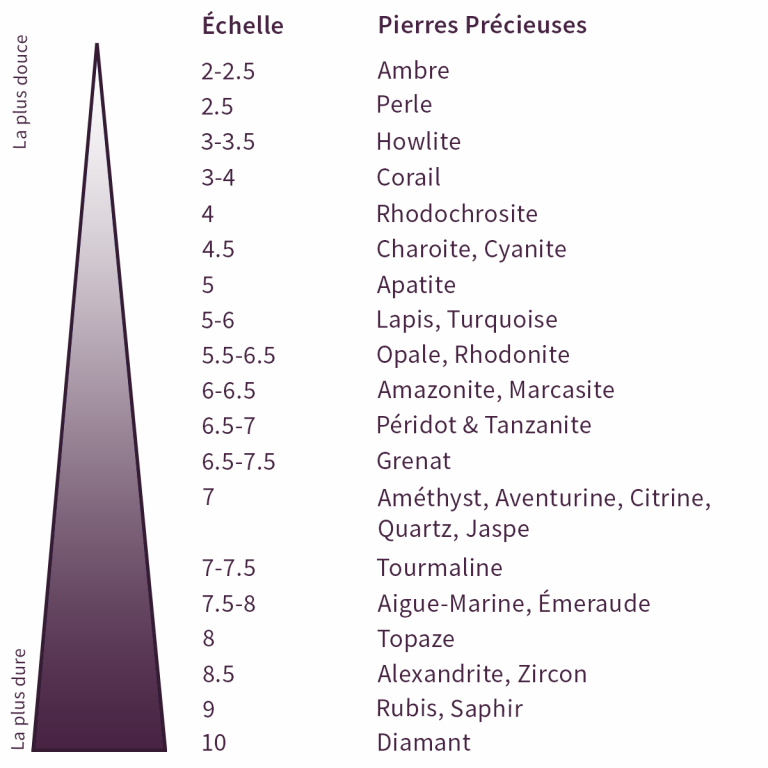 La plus douce
Échelle Pierres Précieuses
2-2.5 Ambre
2.5 Perle
3-3.5 Howlite
3-4 Corail
4 Rhodochrosite
4.5 Charoite, Cyanite
5 Apatite
5-6 Lapis, Turquoise
5.5-6.5 Opale, Rhodonite
6-6.5 Amazonite, Marcasite
6.5-7 Péridot & Tanzanite
6.5-7.5 Grenat
7 Améthyst, Aventurine, Citrine,
Quartz, Jaspe
7-7.5 Tourmaline
7.5-8 Aigue-Marine, Émeraude
8 Topaze
8.5 Alexandrite, Zircon
9 Rubis, Saphir
10 Diamant
La plus dure